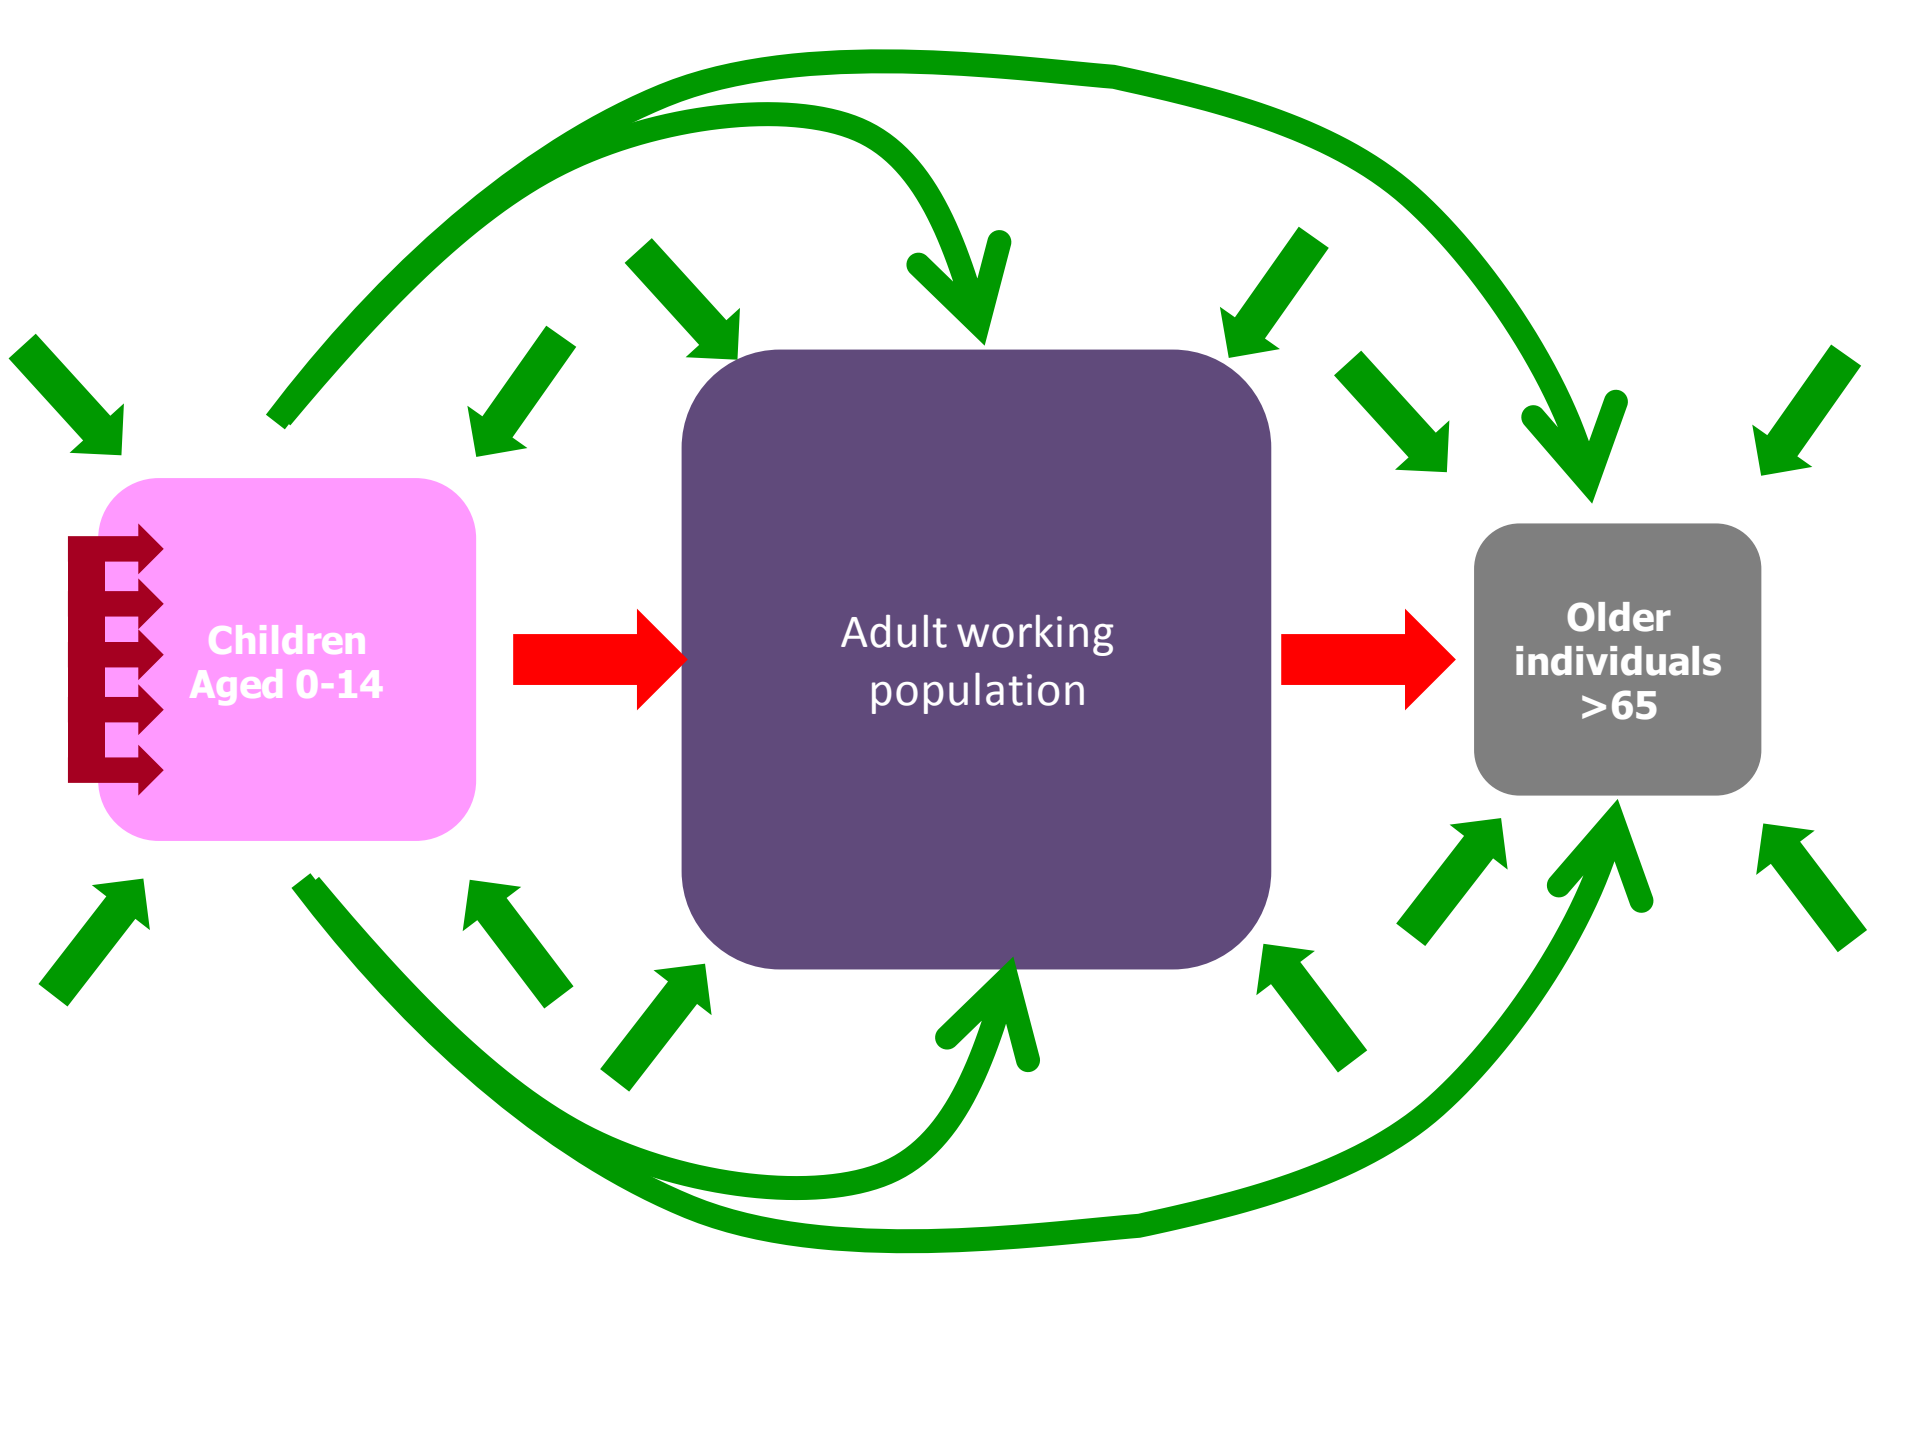 Children
Aged 0-14
Adult working
population
Older
individuals
>65